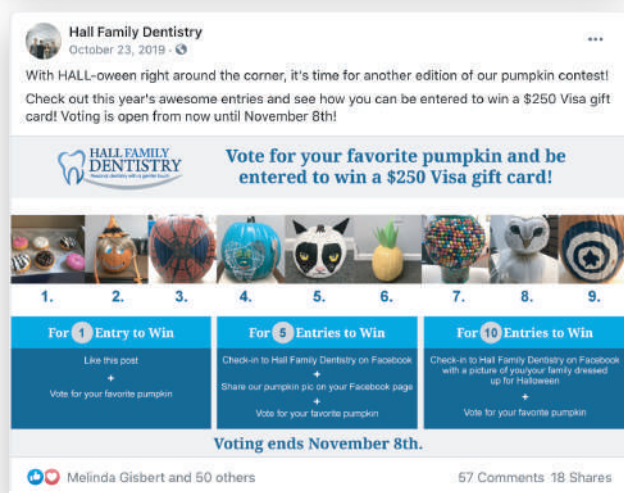 Hall Family Dentistry
October 23, 2019 ·
With HALL-oween right around the corner, it's time for another edition of our pumpkin contest!
Check out this year's awesome entries and see how you can be entered to win a $250 Visa gift
card! Voting is open from now until November 8th!
HALL FAMILY
DENTISTRY
Personal dentistry with a gentle touch
Vote for your favorite pumpkin and be
entered to win a $250 Visa gift card!
1. 2. 3. 4. 5. 6. 7. 8. 9.
For 1 Entry to Win
Like this post
+
Vote for your favorite pumpkin
For 5 Entries to Win
Check-in to Hall Family Dentistry on Facebook
+
Share our pumpkin pic on your Facebook page
+
Vote for your favorite pumpkin
For 10 Entries to Win
Check-in to Hall Family Dentistry on Facebook
with a picture of you/your family dressed
up for Halloween
+
Vote for your favorite pumpkin
Voting ends November 8th.
Melinda Gisbert and 50 others
57 Comments 18 Shares